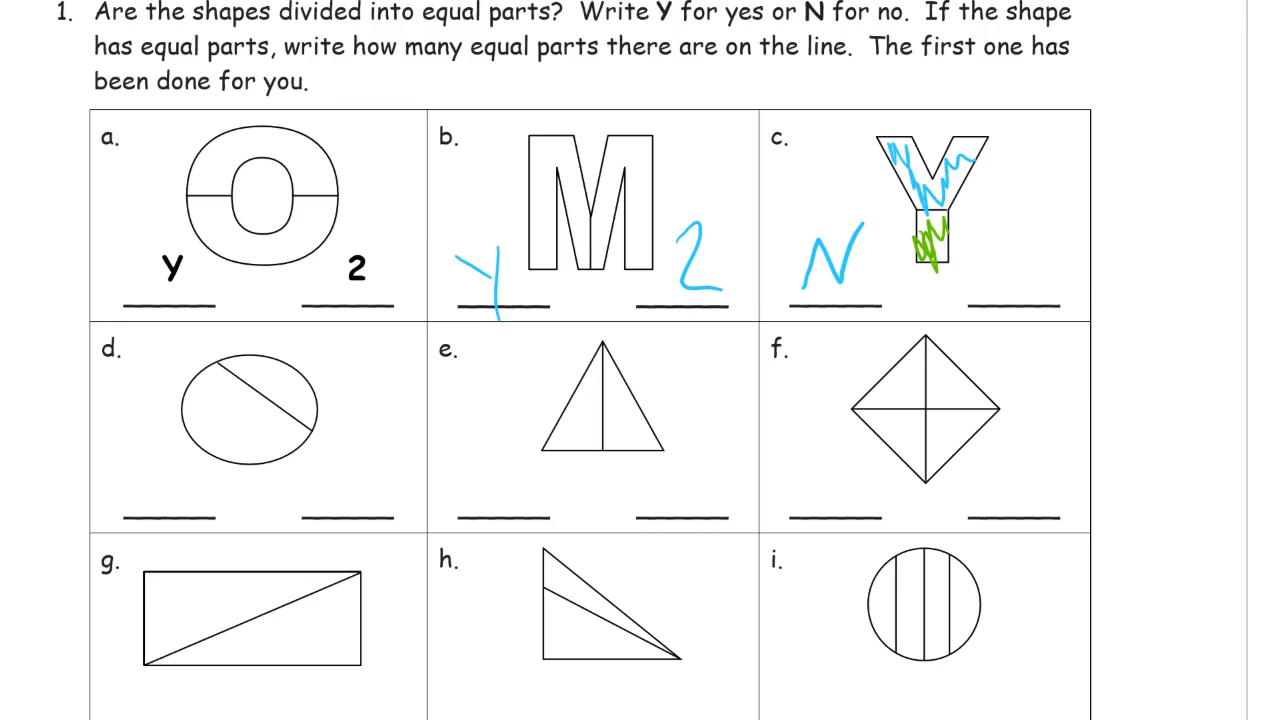 1. Are the shapes divided into equal parts? Write Y for yes or N for no. If the shape
has equal parts, write how many equal parts there are on the line. The first one has
been done for you.
a. b. c.
Y 2 Y 2 N
d. e. f.
g. h. i.